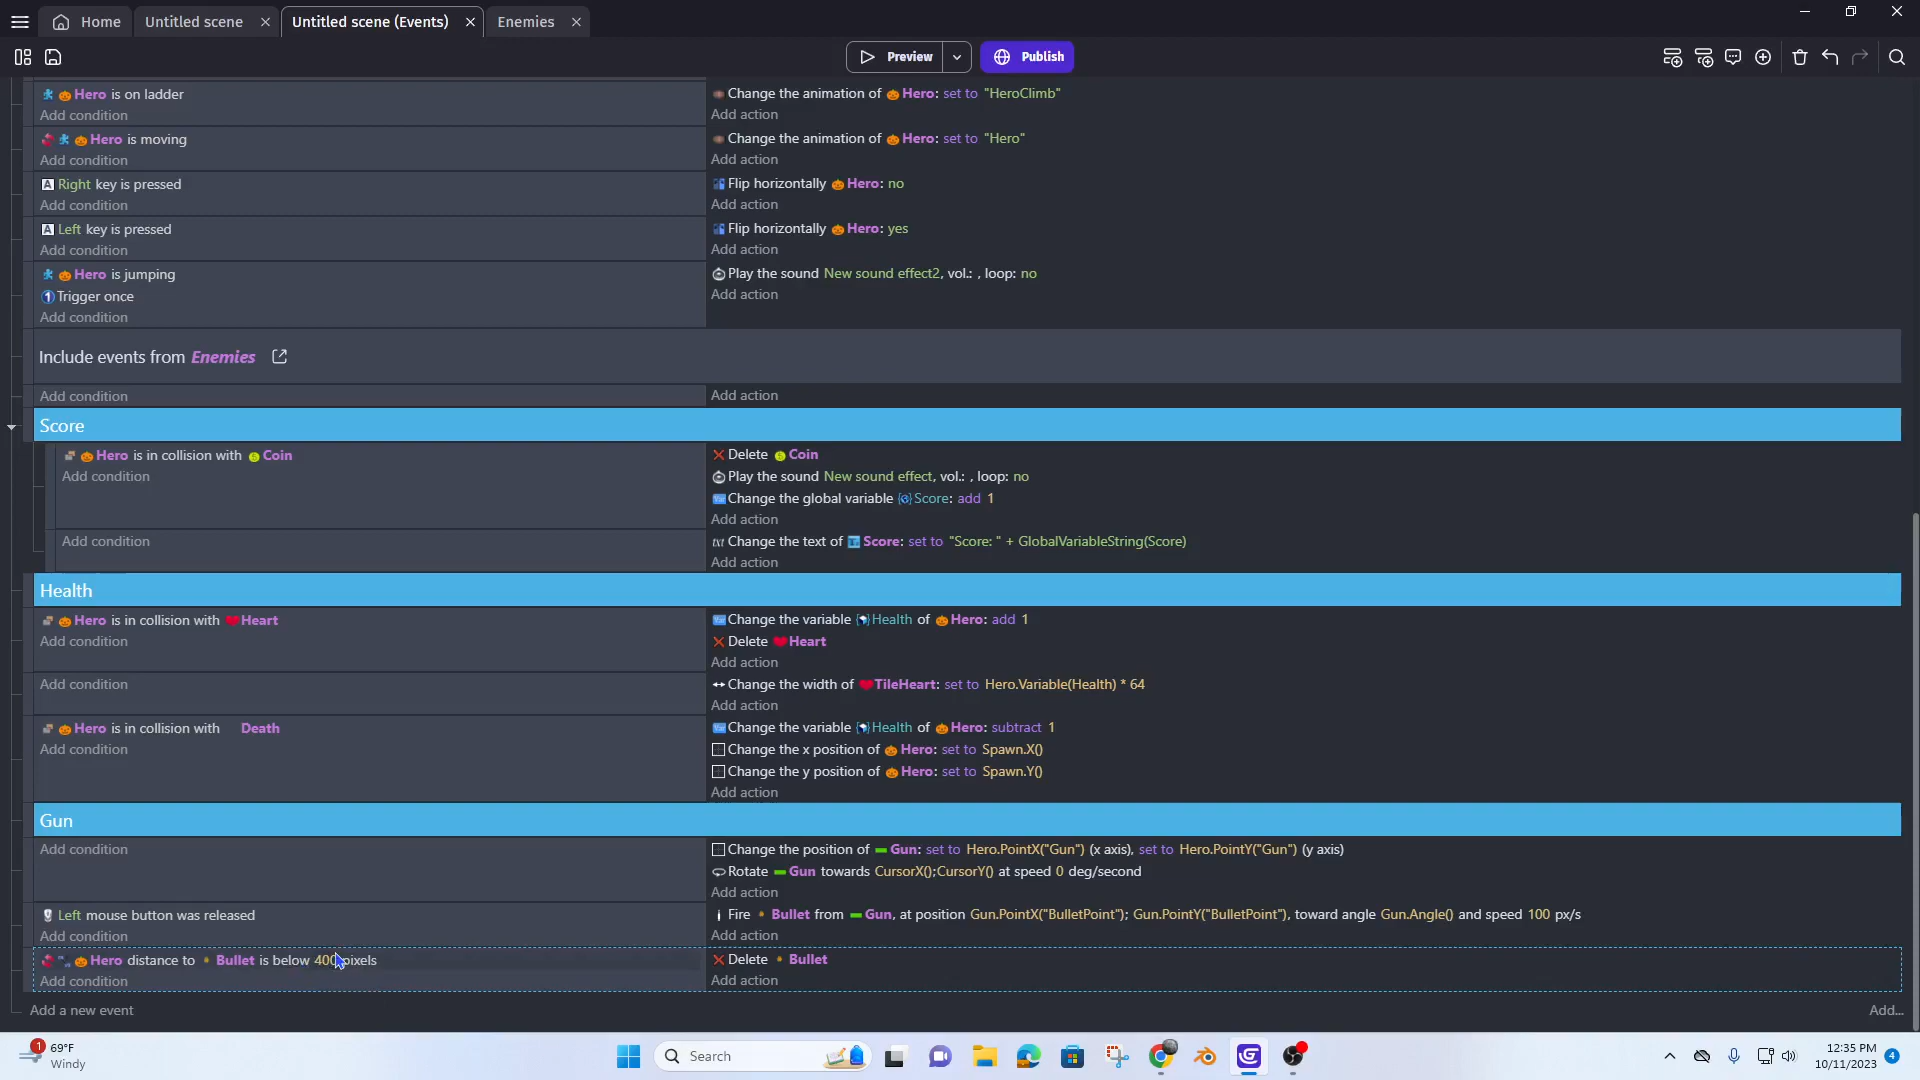 Home
Untitled scene
Untitled scene (Events)
Enemies
Preview
Publish
Hero is on ladder
Change the animation of Hero: set to "HeroClimb"
Add condition
Add action
Hero is moving
Change the animation of Hero: set to "Hero"
Add condition
Add action
Right key is pressed
Flip horizontally Hero: no
Add condition
Add action
Left key is pressed
Flip horizontally Hero: yes
Add condition
Add action
Hero is jumping
Play the sound New sound effect2, vol.: , loop: no
Trigger once
Add action
Add condition
Include events from Enemies
Add condition
Add action
Score
Hero is in collision with Coin
Delete Coin
Add condition
Play the sound New sound effect, vol.: , loop: no
Change the global variable Score: add 1
Add action
Add condition
Change the text of Score: set to "Score: " + GlobalVariableString(Score)
Add action
Health
Hero is in collision with Heart
Change the variable Health of Hero: add 1
Add condition
Delete Heart
Add action
Add condition
Change the width of TileHeart: set to Hero.Variable(Health) * 64
Add action
Hero is in collision with Death
Change the variable Health of Hero: subtract 1
Add condition
Change the x position of Hero: set to Spawn.X()
Change the y position of Hero: set to Spawn.Y()
Add action
Gun
Add condition
Change the position of Gun: set to Hero.PointX("Gun") (x axis), set to Hero.PointY("Gun") (y axis)
Rotate Gun towards CursorX();CursorY() at speed 0 deg/second
Add action
Left mouse button was released
Fire Bullet from Gun, at position Gun.PointX("BulletPoint"); Gun.PointY("BulletPoint"), toward angle Gun.Angle() and speed 100 px/s
Add condition
Add action
Hero distance to Bullet is below 400 pixels
Delete Bullet
Add condition
Add action
Add a new event
Add...
1
69°F
Windy
Search
12:35 PM
10/11/2023
4